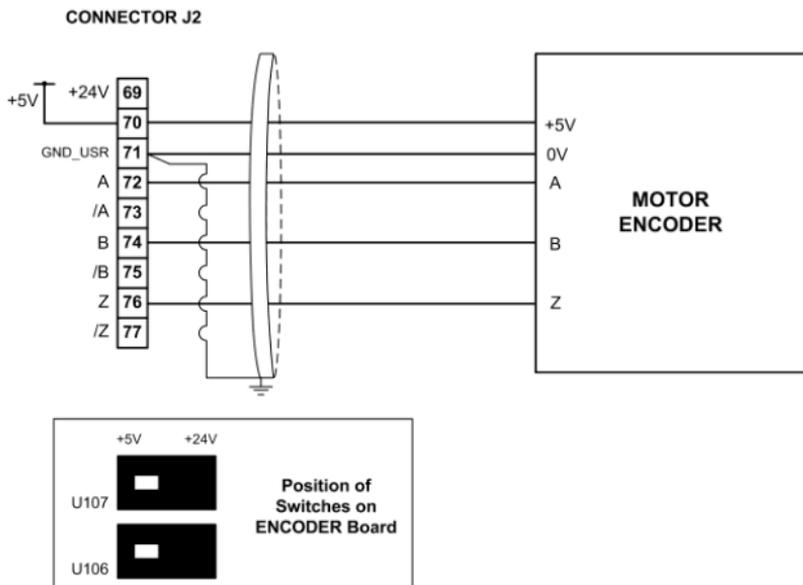 CONNECTOR J2
+5V
+24V 69
70
GND_USR 71
A 72
/A 73
B 74
/B 75
Z 76
/Z 77
+5V
0V
A
B
Z
MOTOR
ENCODER
+5V +24V
U107
U106
Position of
Switches on
ENCODER Board